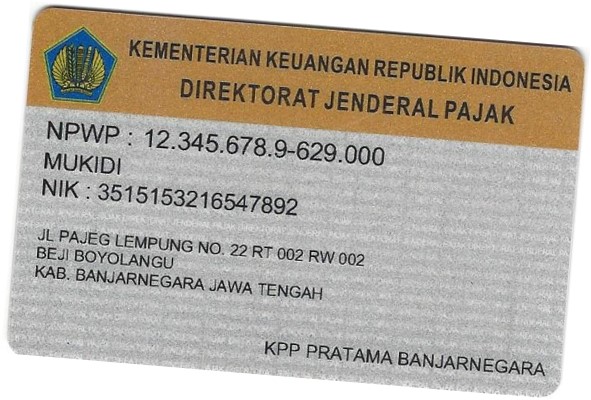 KEMENTERIAN KEUANGAN REPUBLIK INDONESIA
DIREKTORAT JENDERAL PAJAK
NPWP : 12.345.678.9-629.000
MUKIDI
NIK : 3515153216547892
JL PAJEG LEMPUNG NO. 22 RT 002 RW 002
BEJI BOYOLANGU
KAB. BANJARNEGARA JAWA TENGAH
KPP PRATAMA BANJARNEGARA